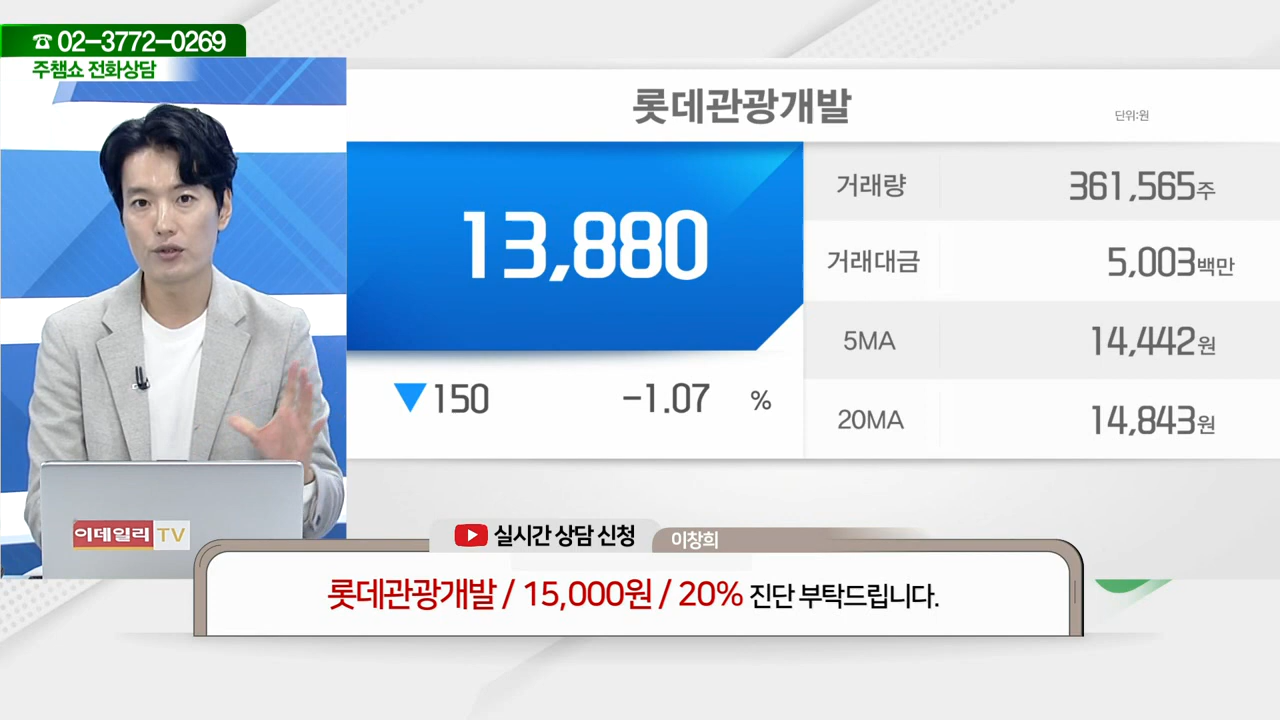 ☎ 02-3772-0269
주챔쇼 전화상담
롯데관광개발
단위:원
13,880
▼150 -1.07 %
거래량 361,565주
거래대금 5,003백만
5MA 14,442원
20MA 14,843원
이데일리 TV
실시간 상담 신청 이창희
롯데관광개발 / 15,000원 / 20% 진단 부탁드립니다.